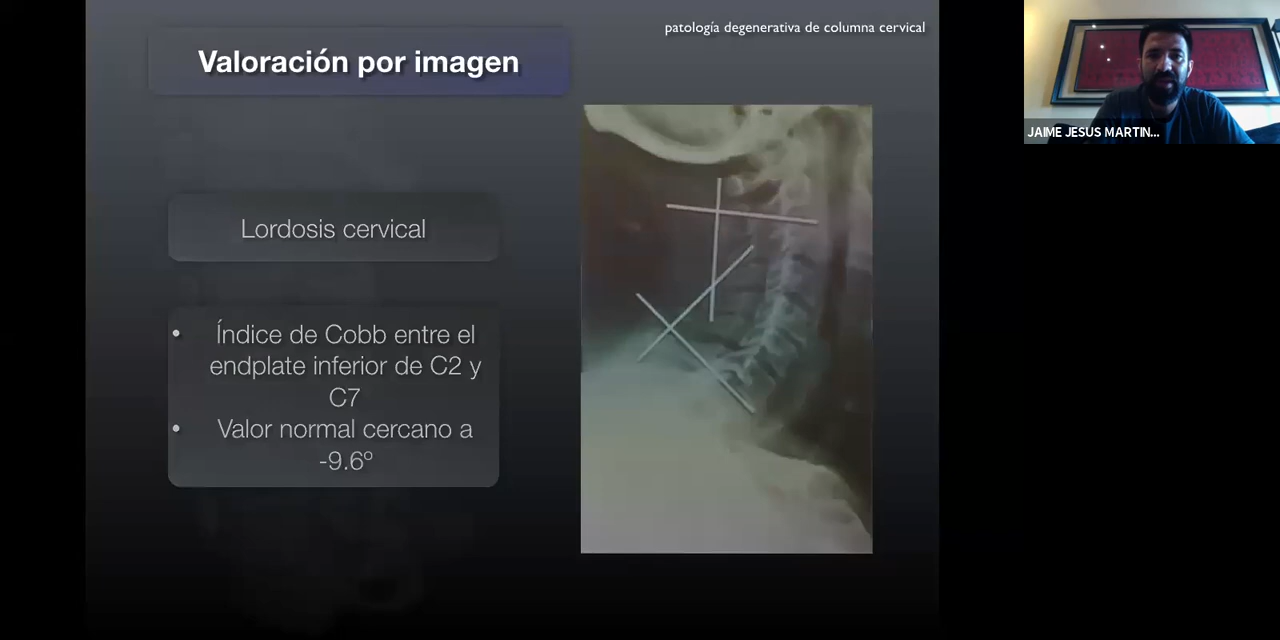 patología degenerativa de columna cervical
Valoración por imagen
JAIME JESUS MARTIN...
Lordosis cervical
• Índice de Cobb entre el
endplate inferior de C2 y
C7
• Valor normal cercano a
-9.6º